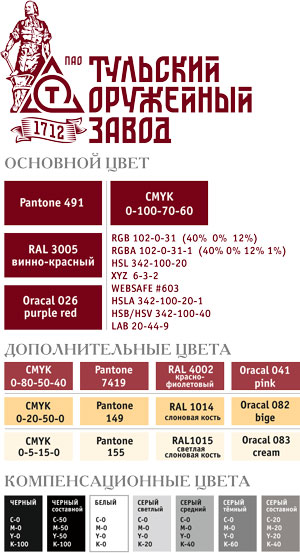 ПАО ТУЛЬСКИЙ
ОРУЖЕЙНЫЙ
ЗАВОД
Т
1712
ОСНОВНОЙ ЦВЕТ
Pantone 491
CMYK
0-100-70-60
RAL 3005
винно-красный
Oracal 026
purple red
RGB 102-0-31 (40% 0% 12%)
RGBA 102-0-31-1 (40% 0% 12% 1%)
HSL 342-100-20
XYZ 6-3-2
WEBSAFE #603
HSLA 342-100-20-1
HSB/HSV 342-100-40
LAB 20-44-9
ДОПОЛНИТЕЛЬНЫЕ ЦВЕТА
CMYK
0-80-50-40
Pantone
7419
RAL 4002
красно-
фиолетовый
Oracal 041
pink
CMYK
0-20-50-0
Pantone
149
RAL 1014
слоновая кость
Oracal 082
bige
CMYK
0-5-15-0
Pantone
155
RAL1015
светлая
слоновая кость
Oracal 083
cream
КОМПЕНСАЦИОННЫЕ ЦВЕТА
ЧЕРНЫЙ
C-0
M-0
Y-0
K-100
ЧЕРНЫЙ
СОСТАВНОЙ
C-50
M-50
Y-50
K-100
БЕЛЫЙ
C-0
M-0
Y-0
K-0
СЕРЫЙ
СВЕТЛЫЙ
C-0
M-0
Y-0
K-20
СЕРЫЙ
СРЕДНИЙ
C-0
M-0
Y-0
K-40
СЕРЫЙ
ТЁМНЫЙ
C-0
M-0
Y-0
K-60
СЕРЫЙ
СОСТАВНОЙ
C-20
M-20
Y-20
K-40